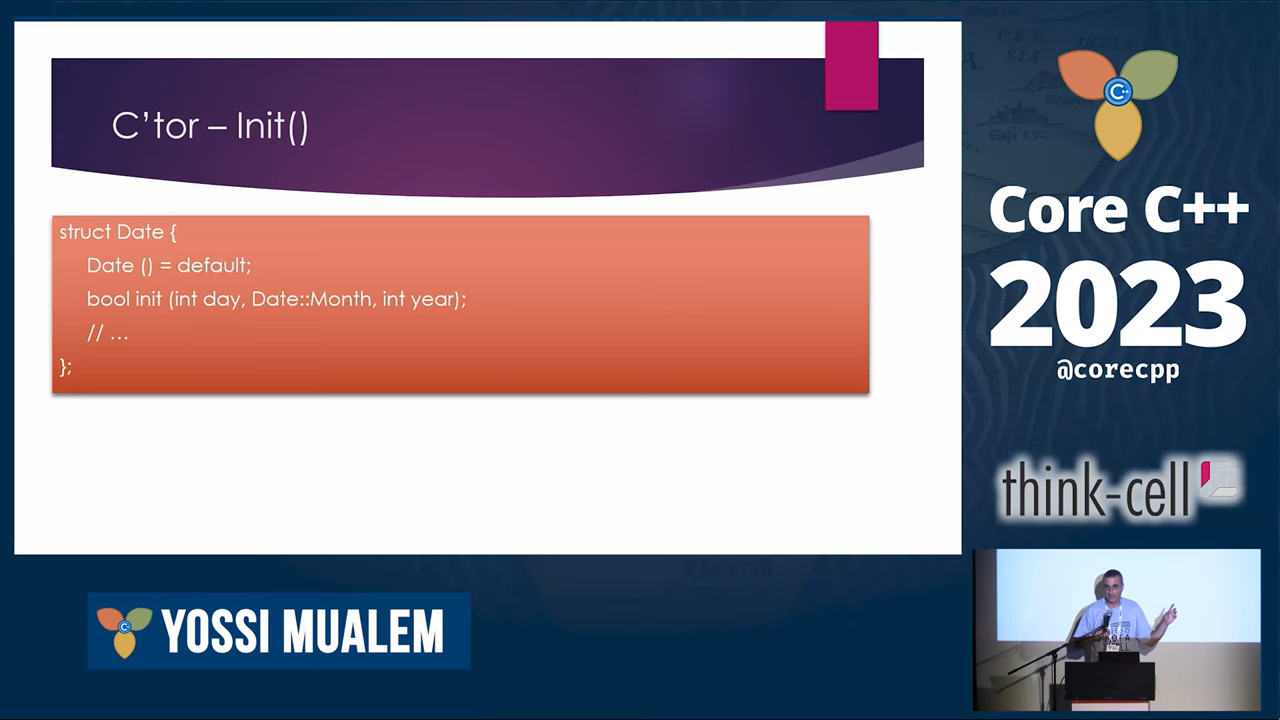 C'tor – Init()
struct Date {
Date () = default;
bool init (int day, Date::Month, int year);
// …
};
C++
Core C++
2023
@corecpp
think-cell
YOSSI MUALEM